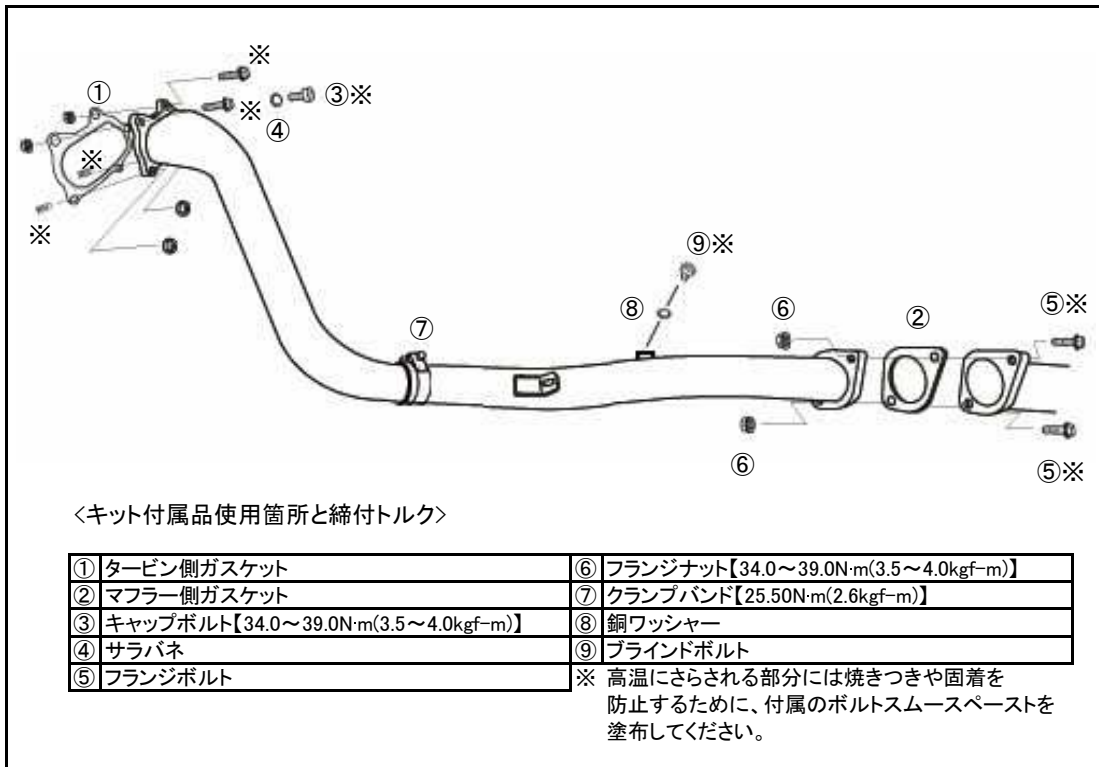 ※
①
③※
※
④
※
※
⑨※
⑧
⑥
⑤※
②
⑦
⑥
⑤※
<キット付属品使用箇所と締付トルク>
① タービン側ガスケット
② マフラー側ガスケット
③ キャップボルト【34.0～39.0N·m(3.5～4.0kgf-m)】
④ サラバネ
⑤ フランジボルト
⑥ フランジナット【34.0～39.0N·m(3.5～4.0kgf-m)】
⑦ クランプバンド【25.50N·m(2.6kgf-m)】
⑧ 銅ワッシャー
⑨ ブラインドボルト
※ 高温にさらされる部分には焼きつきや固着を
防止するために、付属のボルトスムースペーストを
塗布してください。